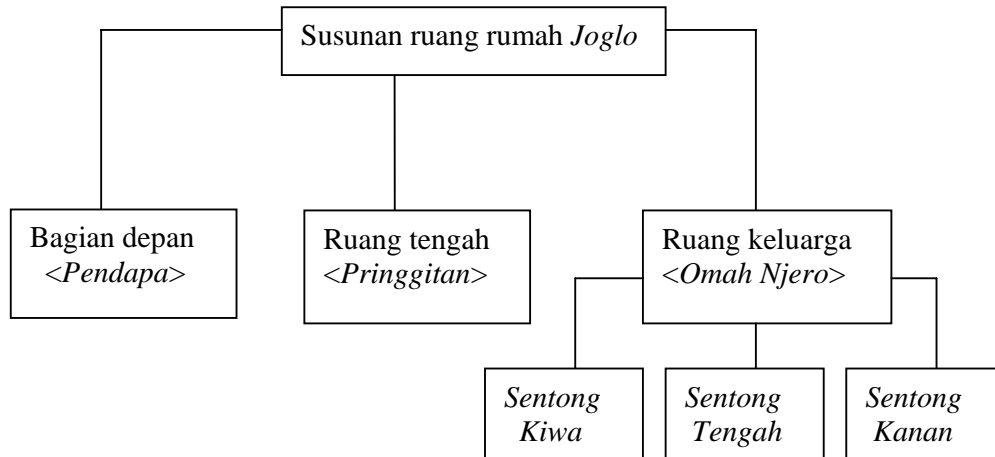 Susunan ruang rumah Joglo
Bagian depan
<Pendapa>
Ruang tengah
<Pringgitan>
Ruang keluarga
<Omah Njero>
Sentong
Kiwa
Sentong
Tengah
Sentong
Kanan